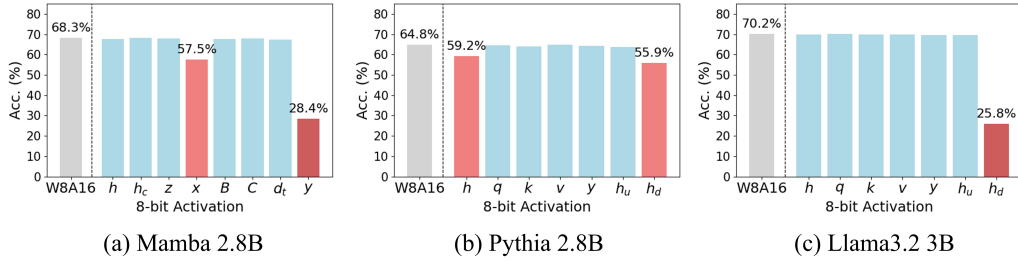 68.3%
57.5%
28.4%
80
70
60
50
40
30
20
10
0
Acc. (%)
W8A16 h h_c z x B C d_t y
8-bit Activation
(a) Mamba 2.8B
64.8%
59.2%
55.9%
80
70
60
50
40
30
20
10
0
Acc. (%)
W8A16 h q k v y h_u h_d
8-bit Activation
(b) Pythia 2.8B
70.2%
25.8%
80
70
60
50
40
30
20
10
0
Acc. (%)
W8A16 h q k v y h_u h_d
8-bit Activation
(c) Llama3.2 3B